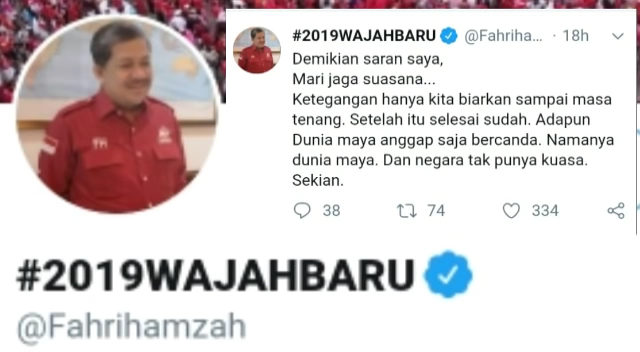 #2019WAJAHBARU @Fahriha... · 18h
Demikian saran saya,
Mari jaga suasana...
Ketegangan hanya kita biarkan sampai masa
tenang. Setelah itu selesai sudah. Adapun
Dunia maya anggap saja bercanda. Namanya
dunia maya. Dan negara tak punya kuasa.
Sekian.
38 74 334
#2019WAJAHBARU
@Fahrihamzah